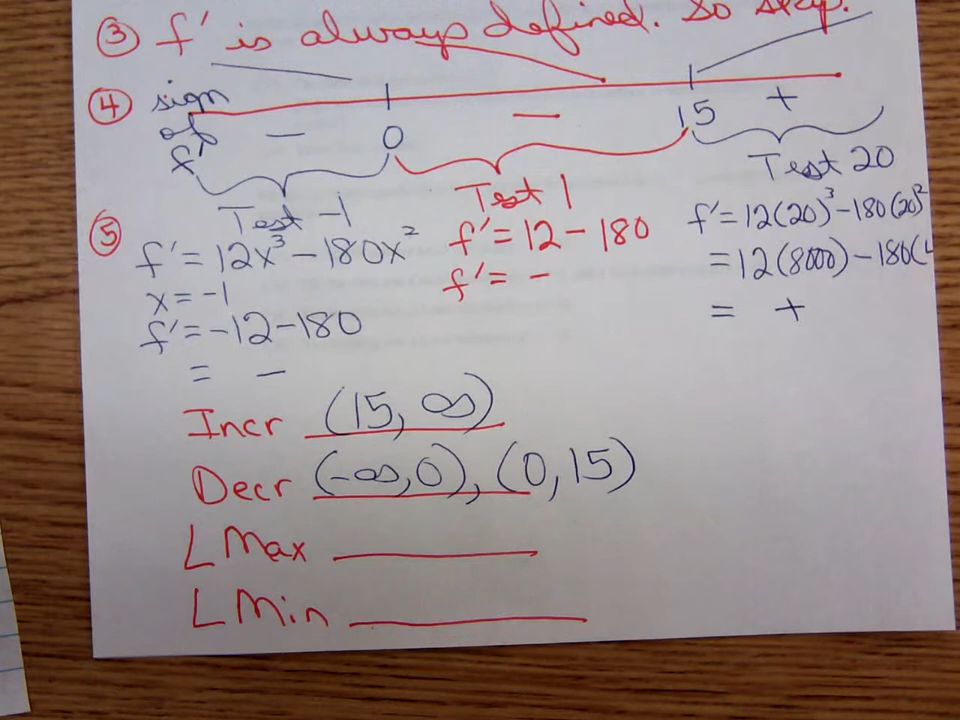 ③ f' is always defined. So skip.
④ sign of f' — 0 — 15 +
Test -1 Test 1 Test 20
⑤ f' = 12x³ - 180x² f' = 12 - 180 f' = 12(20)³ - 180(20)²
x = -1 f' = - = 12(8000) - 180(4
f' = -12 - 180 = +
= -
Incr (15, ∞)
Decr (-∞, 0), (0, 15)
LMax
LMin